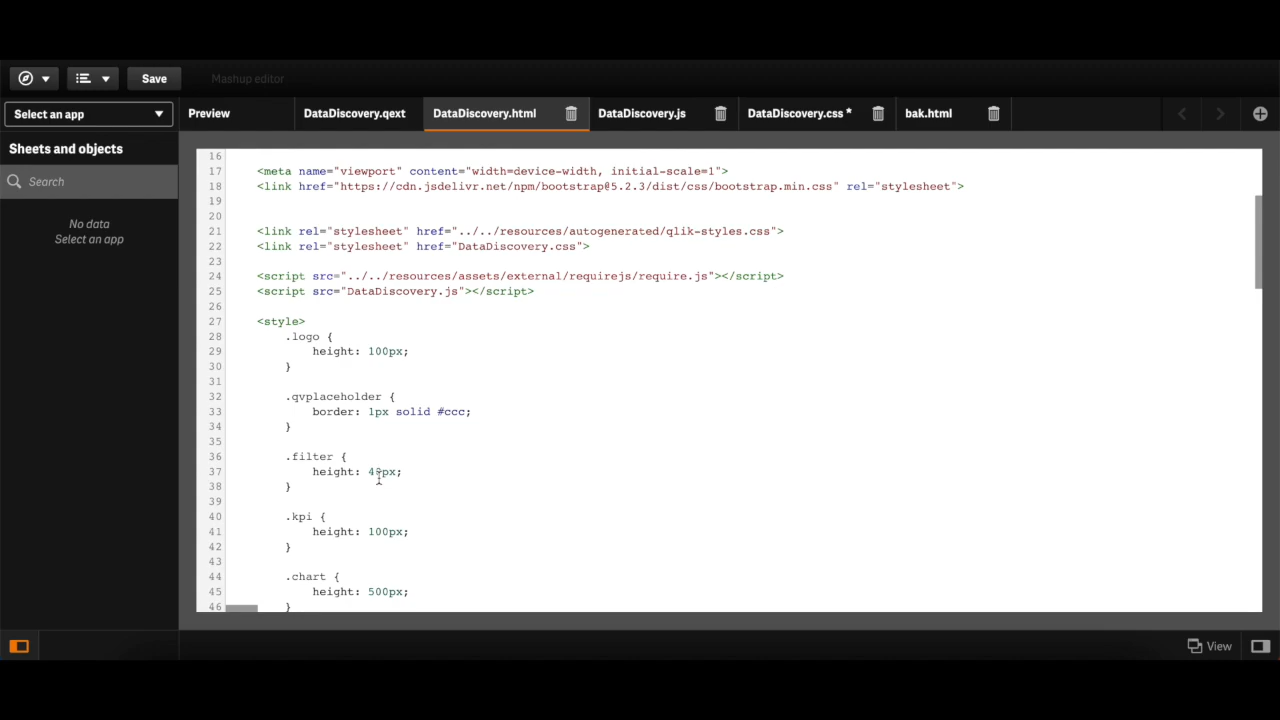 Save
Mashup editor
Select an app
Preview
DataDiscovery.qext
DataDiscovery.html
DataDiscovery.js
DataDiscovery.css *
bak.html
Sheets and objects
Search
No data
Select an app
16
17 <meta name="viewport" content="width=device-width, initial-scale=1">
18 <link href="https://cdn.jsdelivr.net/npm/bootstrap@5.2.3/dist/css/bootstrap.min.css" rel="stylesheet">
19
20
21 <link rel="stylesheet" href="../../resources/autogenerated/qlik-styles.css">
22 <link rel="stylesheet" href="DataDiscovery.css">
23
24 <script src="../../resources/assets/external/requirejs/require.js"></script>
25 <script src="DataDiscovery.js"></script>
26
27 <style>
28 .logo {
29 height: 100px;
30 }
31
32 .qvplaceholder {
33 border: 1px solid #ccc;
34 }
35
36 .filter {
37 height:
38 }
39
40 .kpi {
41 height: 100px;
42 }
43
44 .chart {
45 height: 500px;
46 }
View